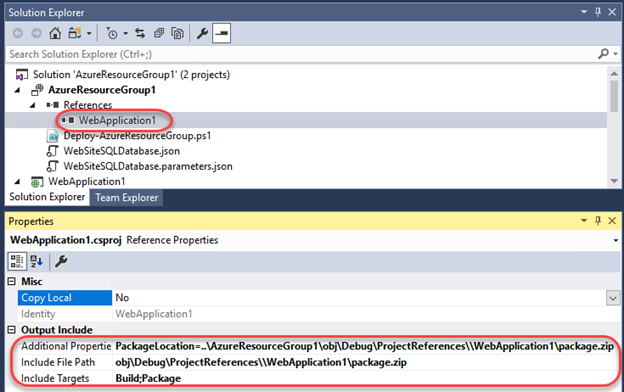 Solution Explorer
Search Solution Explorer (Ctrl+;)
Solution 'AzureResourceGroup1' (2 projects)
AzureResourceGroup1
References
WebApplication1
Deploy-AzureResourceGroup.ps1
WebSiteSQLDatabase.json
WebSiteSQLDatabase.parameters.json
WebApplication1
Solution Explorer Team Explorer
Properties
WebApplication1.csproj Reference Properties
Misc
Copy Local No
Identity WebApplication1
Output Include
Additional Propertie PackageLocation=..\AzureResourceGroup1\obj\Debug\ProjectReferences\\WebApplication1\package.zip
Include File Path obj\Debug\ProjectReferences\\WebApplication1\package.zip
Include Targets Build;Package